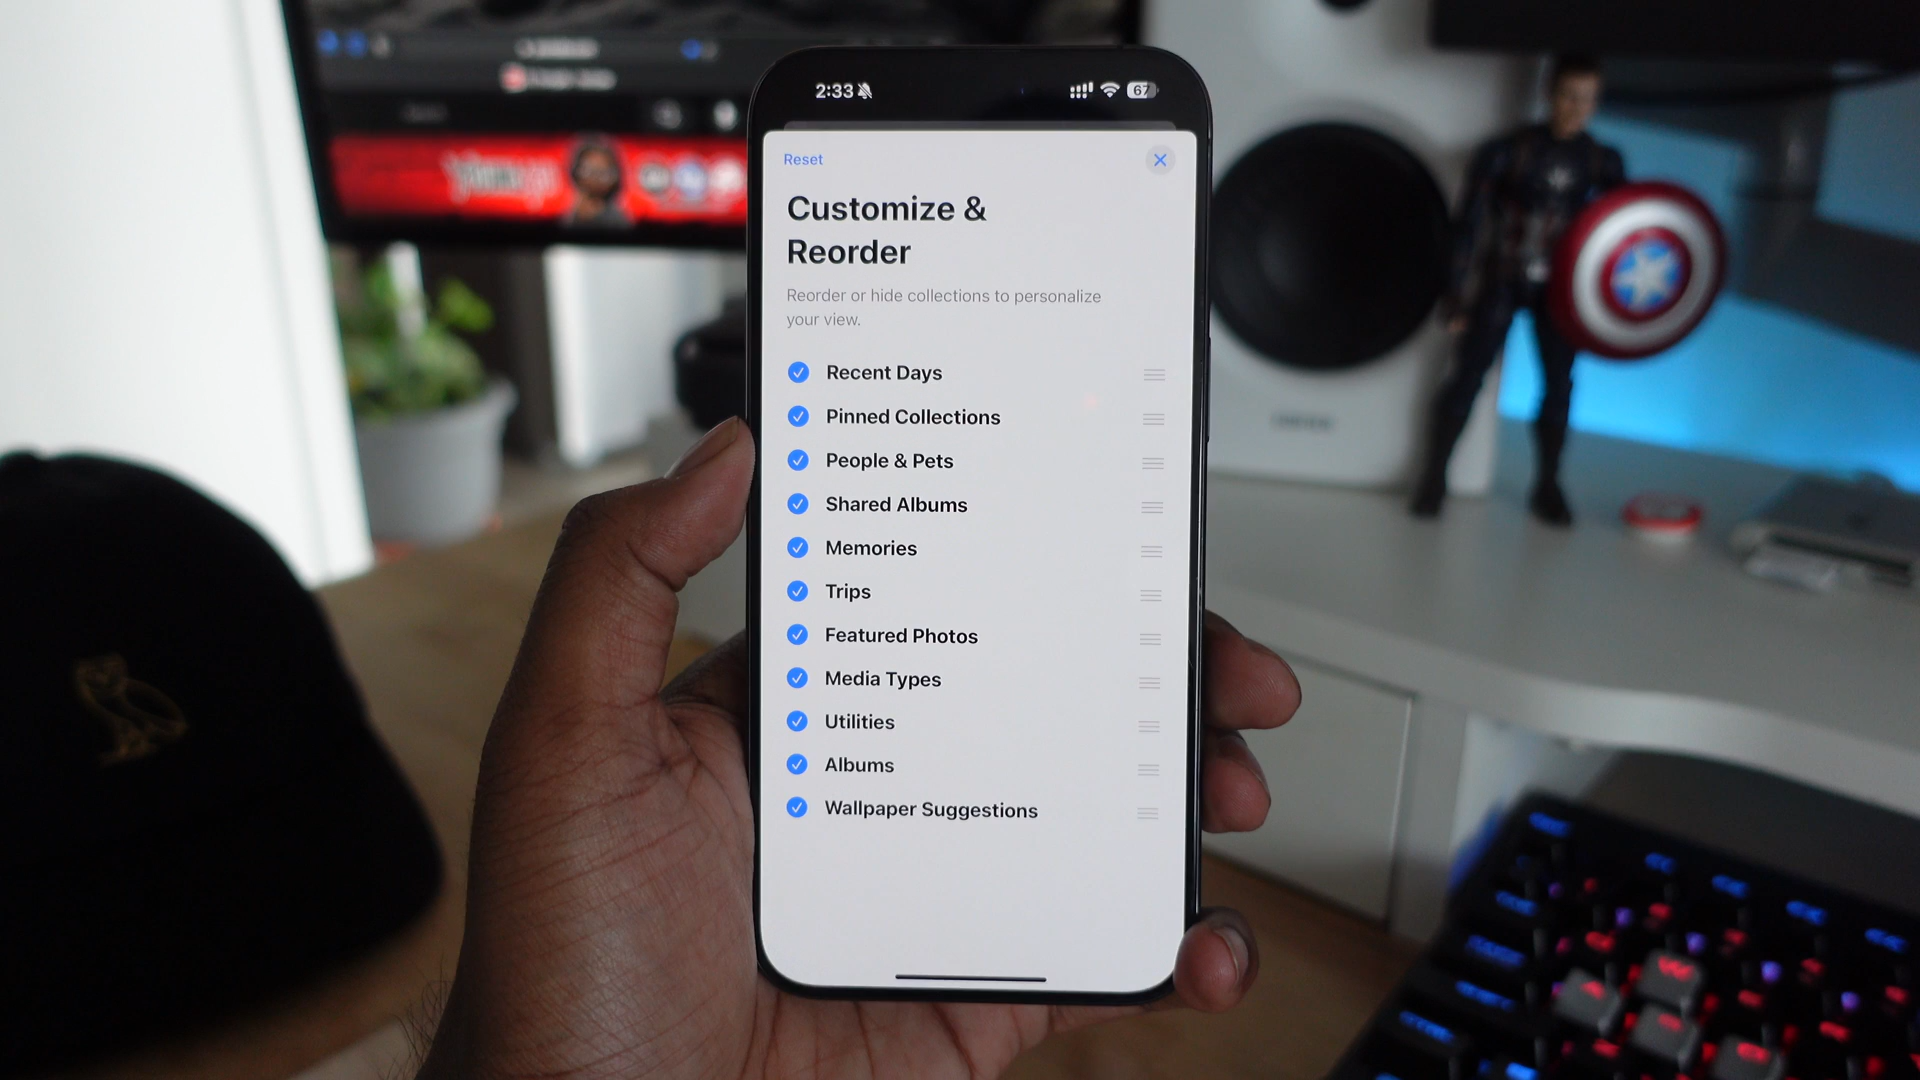 2:33
67
Reset
Customize &
Reorder
Reorder or hide collections to personalize
your view.
Recent Days
Pinned Collections
People & Pets
Shared Albums
Memories
Trips
Featured Photos
Media Types
Utilities
Albums
Wallpaper Suggestions
W
A
D